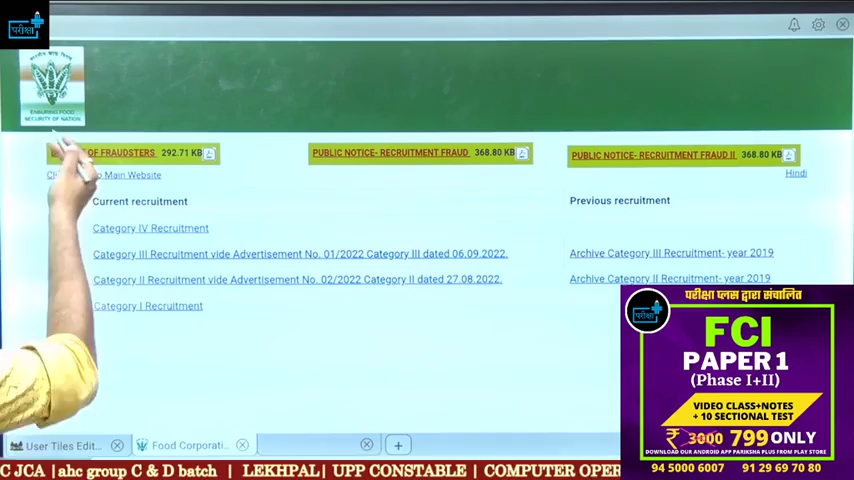 परीक्षा
ENSURING FOOD
SECURITY OF NATION
OF FRAUDSTERS 292.71 KB
PUBLIC NOTICE- RECRUITMENT FRAUD 368.80 KB
PUBLIC NOTICE- RECRUITMENT FRAUD II 368.80 KB
to Main Website
Hindi
Current recruitment
Previous recruitment
Category IV Recruitment
Category III Recruitment vide Advertisement No. 01/2022 Category III dated 06.09.2022.
Archive Category III Recruitment- year 2019
Category II Recruitment vide Advertisement No. 02/2022 Category II dated 27.08.2022.
Archive Category II Recruitment- year 2019
Category I Recruitment
परीक्षा प्लस द्वारा संचालित
परीक्षा
FCI
PAPER 1
(Phase I+II)
VIDEO CLASS+NOTES
+ 10 SECTIONAL TEST
₹ 3000 799 ONLY
DOWNLOAD OUR ANDROID APP PARIKSHA PLUS FROM PLAY STORE
94 5000 6007 91 29 69 70 80
User Tiles Edit...
Food Corporati...
C JCA | ahc group C & D batch | LEKHPAL| UPP CONSTABLE | COMPUTER OPER